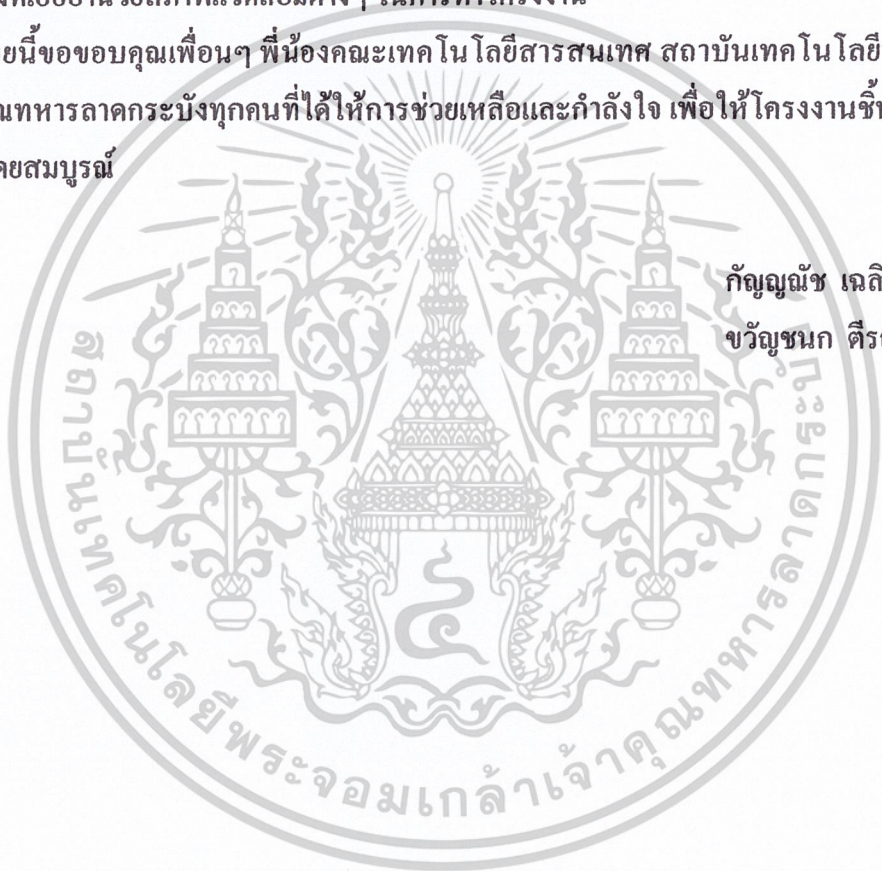 ยนี้ขอขอบคุณเพื่อนๆ พี่น้องคณะเทคโนโลยีสารสนเทศ สถาบันเทคโนโลยี
ณทหารลาดกระบังทุกคนที่ได้ให้การช่วยเหลือและกำลังใจ เพื่อให้โครงงานชิ้
ดยสมบูรณ์
กัญญณัช เฉลิ
ขวัญชนก ตีร
สถาบันเทคโนโลยีพระจอมเกล้าเจ้าคุณทหารลาดกระบัง
๔